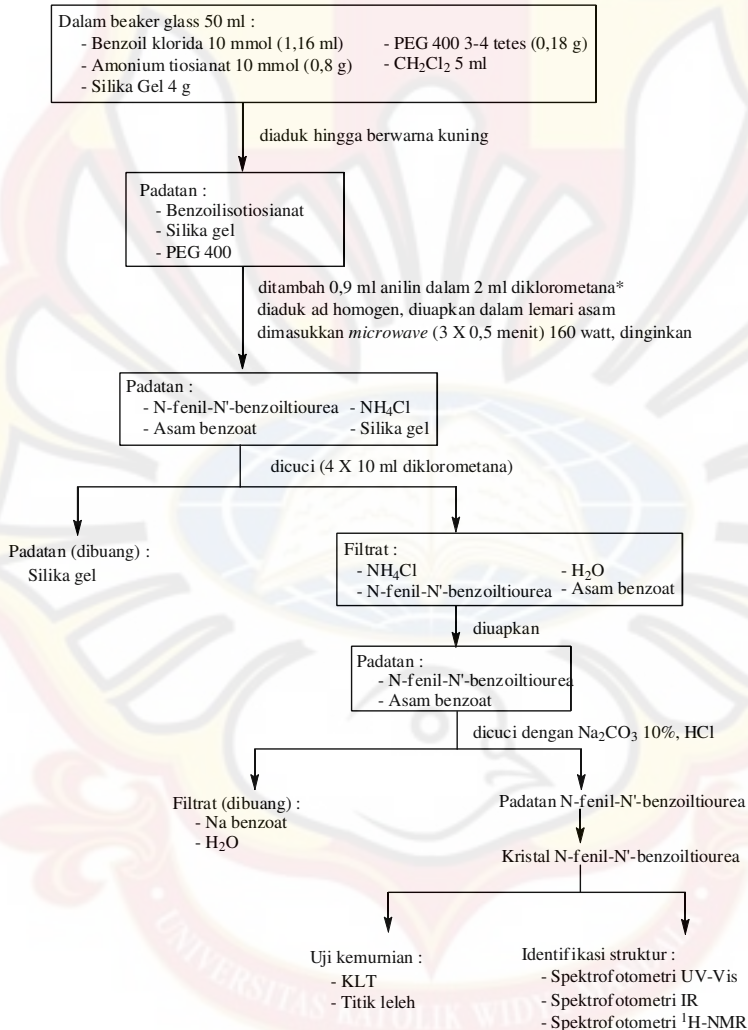 Dalam beaker glass 50 ml :
- Benzoil klorida 10 mmol (1,16 ml) - PEG 400 3-4 tetes (0,18 g)
- Amonium tiosianat 10 mmol (0,8 g) - CH₂Cl₂ 5 ml
- Silika Gel 4 g
diaduk hingga berwarna kuning
Padatan :
- Benzoilisotiosianat
- Silika gel
- PEG 400
ditambah 0,9 ml anilin dalam 2 ml diklorometana*
diaduk ad homogen, diuapkan dalam lemari asam
dimasukkan microwave (3 X 0,5 menit) 160 watt, dinginkan
Padatan :
- N-fenil-N'-benzoiltiourea - NH₄Cl
- Asam benzoat - Silika gel
dicuci (4 X 10 ml diklorometana)
Padatan (dibuang) :
Silika gel
Filtrat :
- NH₄Cl - H₂O
- N-fenil-N'-benzoiltiourea - Asam benzoat
diuapkan
Padatan :
- N-fenil-N'-benzoiltiourea
- Asam benzoat
dicuci dengan Na₂CO₃ 10%, HCl
Filtrat (dibuang) :
- Na benzoat
- H₂O
Padatan N-fenil-N'-benzoiltiourea
Kristal N-fenil-N'-benzoiltiourea
Uji kemurnian :
- KLT
- Titik leleh
Identifikasi struktur :
- Spektrofotometri UV-Vis
- Spektrofotometri IR
- Spektrofotometri ¹H-NMR
UNIVERSITAS KATOLIK